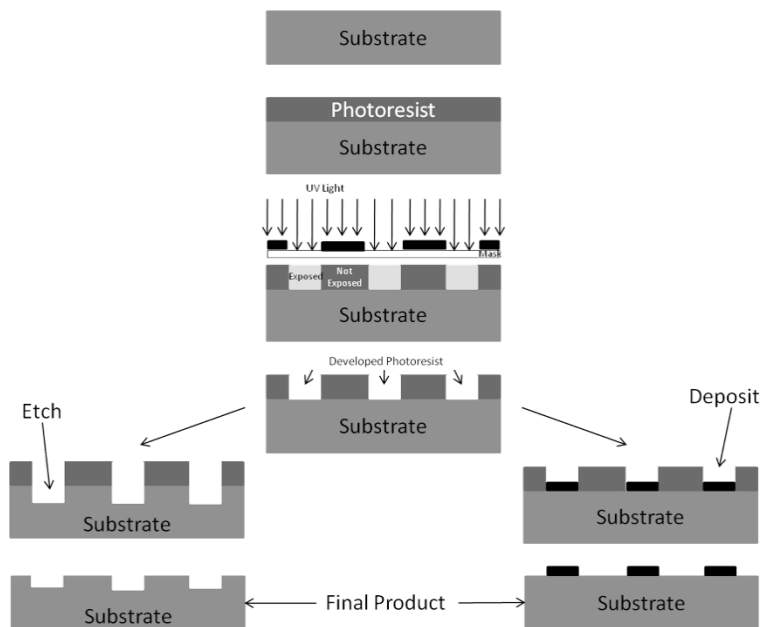 Substrate
Photoresist
Substrate
UV Light
Mask
Exposed
Not
Exposed
Substrate
Developed Photoresist
Substrate
Etch
Deposit
Substrate
Substrate
Substrate
Final Product
Substrate